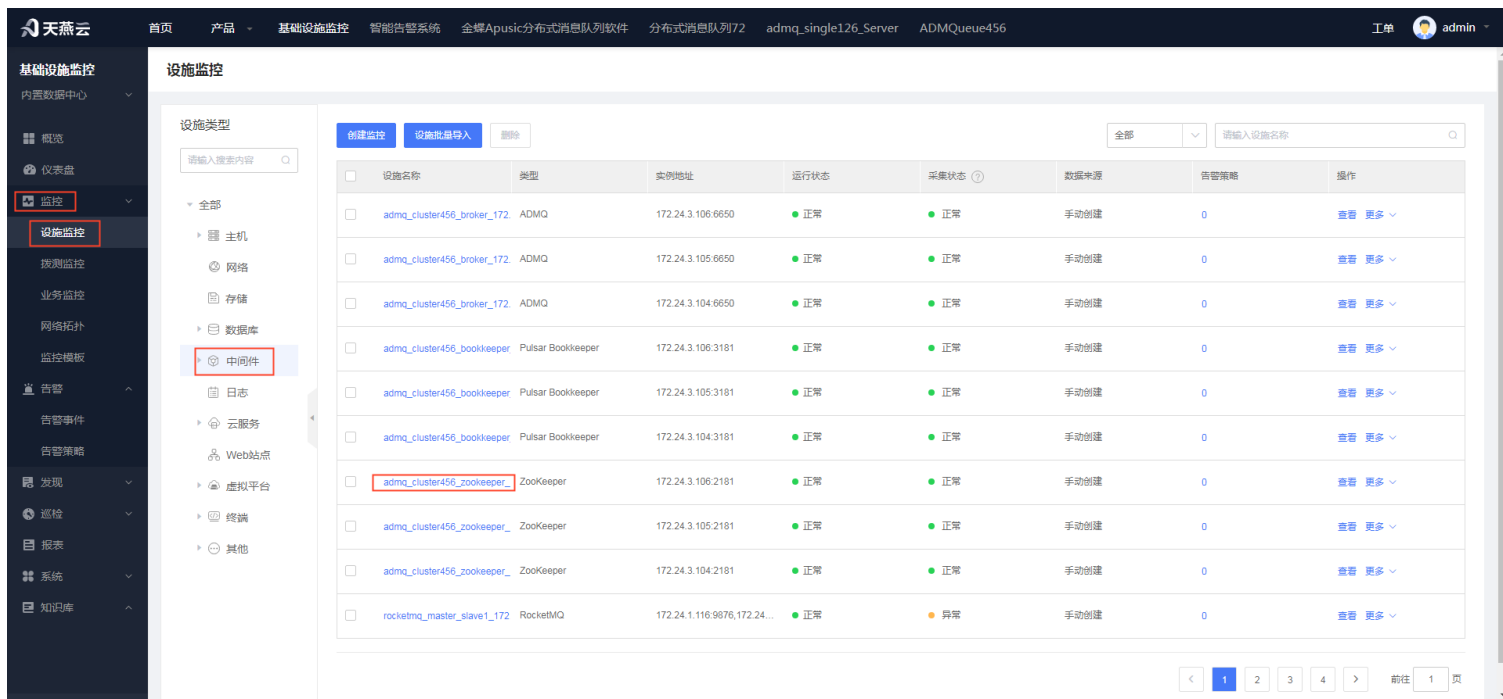 天燕云
首页 产品 基础设施监控 智能告警系统 金蝶Apusic分布式消息队列软件 分布式消息队列72 admq_single126_Server ADMQueue456 工单 admin
基础设施监控
内置数据中心
概览
仪表盘
监控
设施监控
拨测监控
业务监控
网络拓扑
监控模板
告警
告警事件
告警策略
发现
巡检
报表
系统
知识库
设施监控
设施类型
请输入搜索内容
全部
主机
网络
存储
数据库
中间件
日志
云服务
Web站点
虚拟平台
终端
其他
创建监控 设施批量导入 删除 全部 请输入设施名称
设施名称 类型 实例地址 运行状态 采集状态 ? 数据来源 告警策略 操作
admq_cluster456_broker_172. ADMQ 172.24.3.106:6650 正常 正常 手动创建 0 查看 更多
admq_cluster456_broker_172. ADMQ 172.24.3.105:6650 正常 正常 手动创建 0 查看 更多
admq_cluster456_broker_172. ADMQ 172.24.3.104:6650 正常 正常 手动创建 0 查看 更多
admq_cluster456_bookkeeper Pulsar Bookkeeper 172.24.3.106:3181 正常 正常 手动创建 0 查看 更多
admq_cluster456_bookkeeper Pulsar Bookkeeper 172.24.3.105:3181 正常 正常 手动创建 0 查看 更多
admq_cluster456_bookkeeper Pulsar Bookkeeper 172.24.3.104:3181 正常 正常 手动创建 0 查看 更多
admq_cluster456_zookeeper_ ZooKeeper 172.24.3.106:2181 正常 正常 手动创建 0 查看 更多
admq_cluster456_zookeeper_ ZooKeeper 172.24.3.105:2181 正常 正常 手动创建 0 查看 更多
admq_cluster456_zookeeper_ ZooKeeper 172.24.3.104:2181 正常 正常 手动创建 0 查看 更多
rocketmq_master_slave1_172 RocketMQ 172.24.1.116:9876,172.24... 正常 异常 手动创建 0 查看 更多
< 1 2 3 4 > 前往 1 页